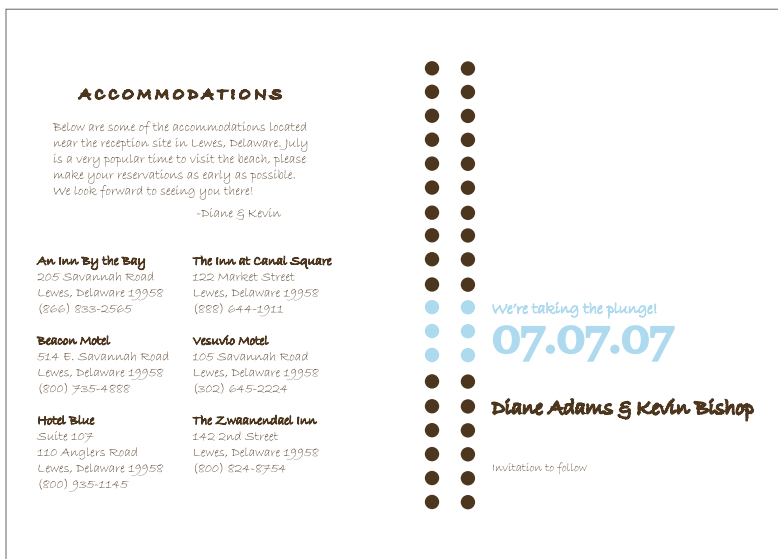 ACCOMMODATIONS
Below are some of the accommodations located
near the reception site in Lewes, Delaware. July
is a very popular time to visit the beach, please
make your reservations as early as possible.
We look forward to seeing you there!
-Diane & Kevin
An Inn By the Bay
205 Savannah Road
Lewes, Delaware 19958
(866) 833-2565
The Inn at Canal Square
122 Market Street
Lewes, Delaware 19958
(888) 644-1911
Beacon Motel
514 E. Savannah Road
Lewes, Delaware 19958
(800) 735-4888
Vesuvio Motel
105 Savannah Road
Lewes, Delaware 19958
(302) 645-2224
Hotel Blue
Suite 107
110 Anglers Road
Lewes, Delaware 19958
(800) 935-1145
The Zwaanendael Inn
142 2nd Street
Lewes, Delaware 19958
(800) 824-8754
We're taking the plunge!
07.07.07
Diane Adams & Kevin Bishop
Invitation to follow